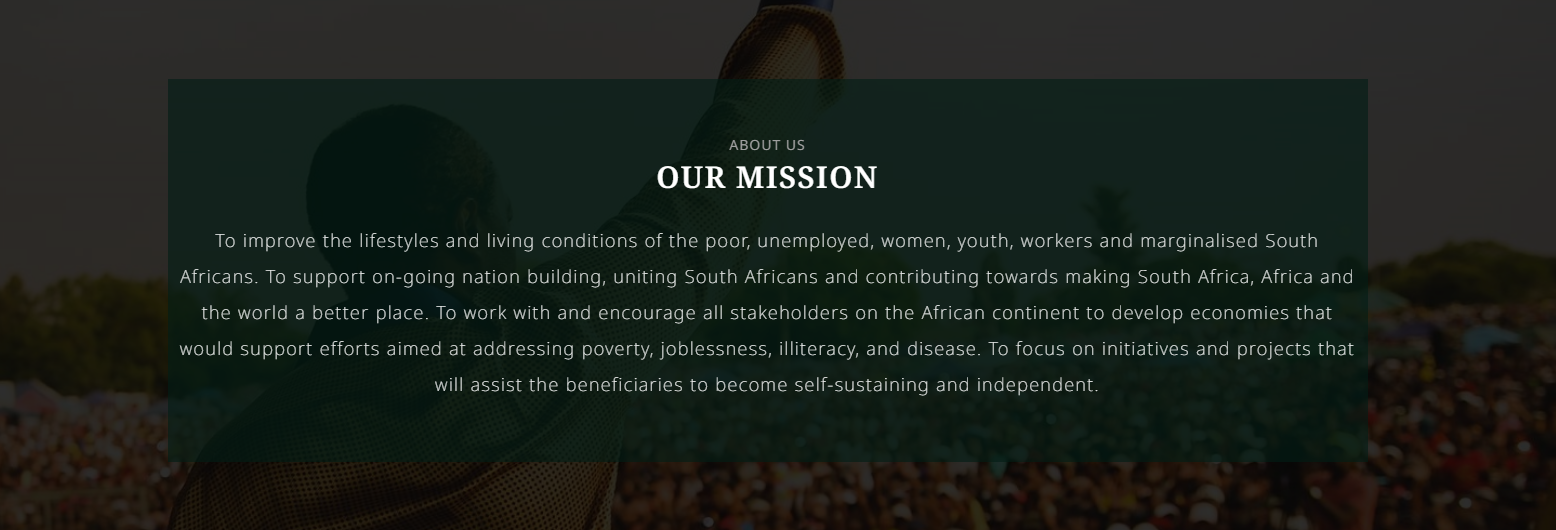 ABOUT US
OUR MISSION
To improve the lifestyles and living conditions of the poor, unemployed, women, youth, workers and marginalised South
Africans. To support on-going nation building, uniting South Africans and contributing towards making South Africa, Africa and
the world a better place. To work with and encourage all stakeholders on the African continent to develop economies that
would support efforts aimed at addressing poverty, joblessness, illiteracy, and disease. To focus on initiatives and projects that
will assist the beneficiaries to become self-sustaining and independent.